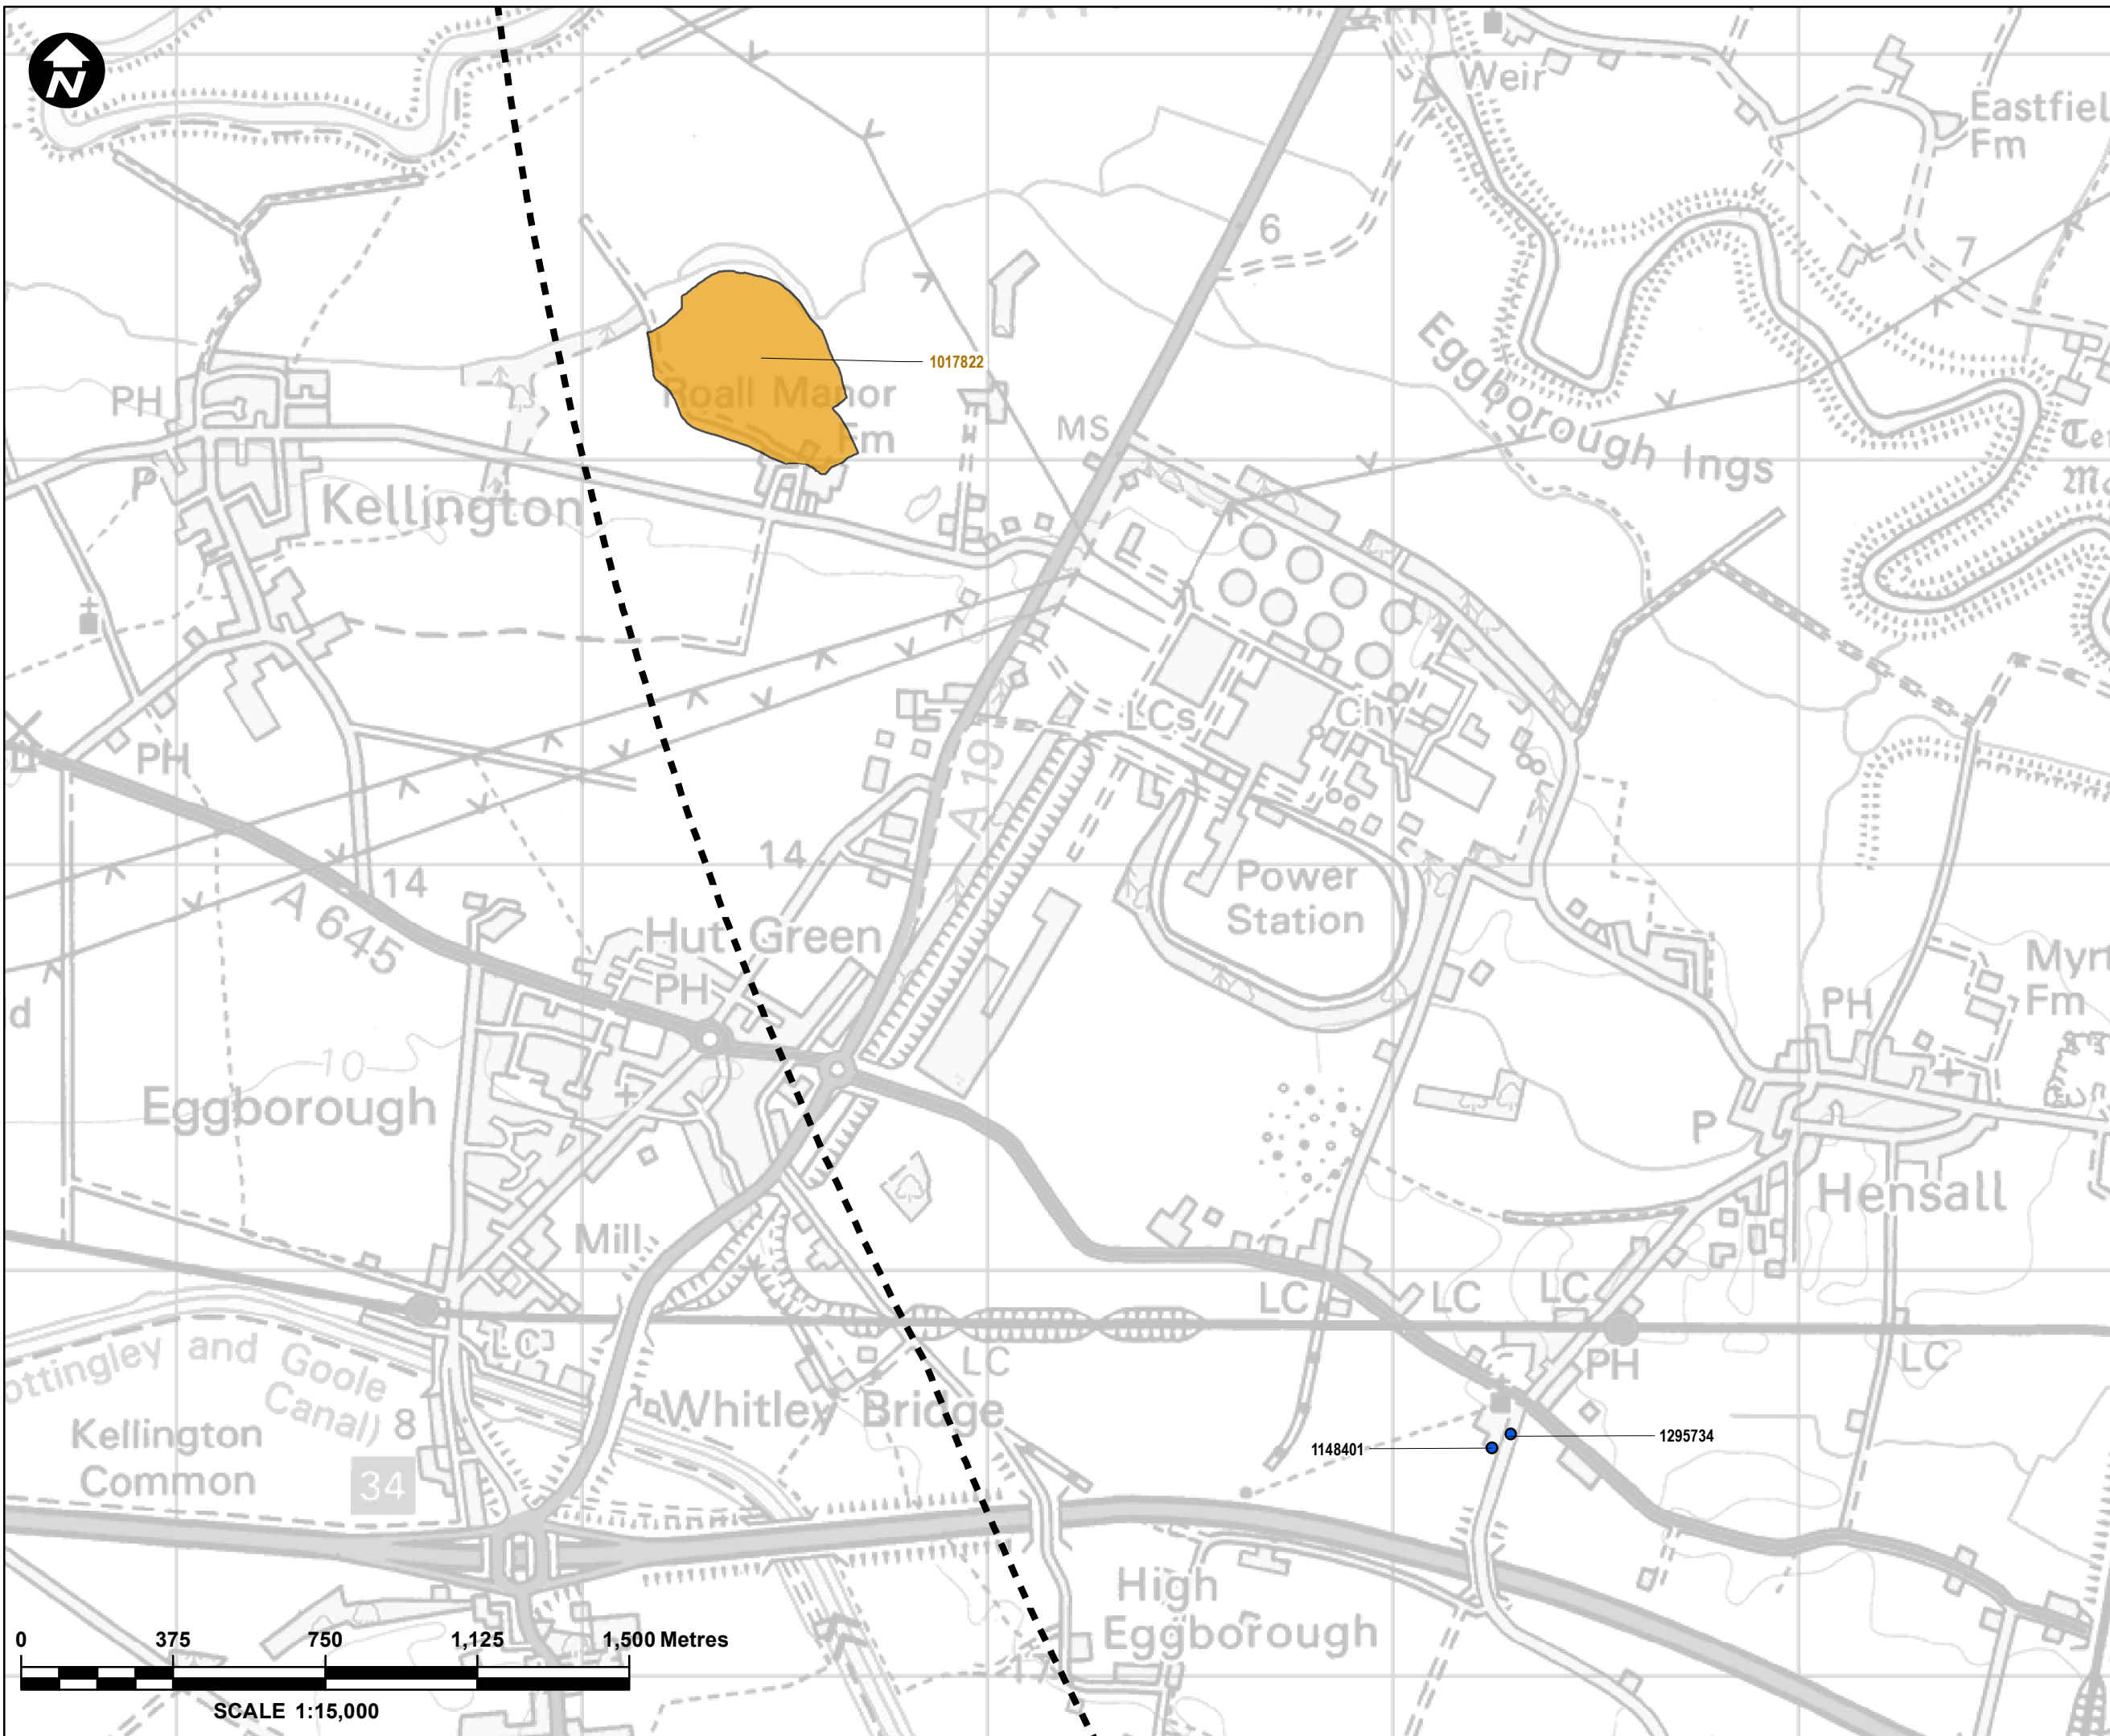 N
Weir
Eastfiel
Fm
6
7
1017822
PH
Roall Manor
Fm
MS
Eggborough Ings
P
Kellington
LCs
Chy
PH
A 19
14
14
A 645
Power
Station
Hut Green
PH
Myrt
Fm
PH
d
10
Eggborough
P
Hensall
Mill
LC
LC
LC
LC
LC
LC
PH
ottingley and Goole
Canal)
8
Whitley Bridge
Kellington
Common
34
1148401
1295734
High
Eggborough
17
0
375
750
1,125
1,500 Metres
SCALE 1:15,000